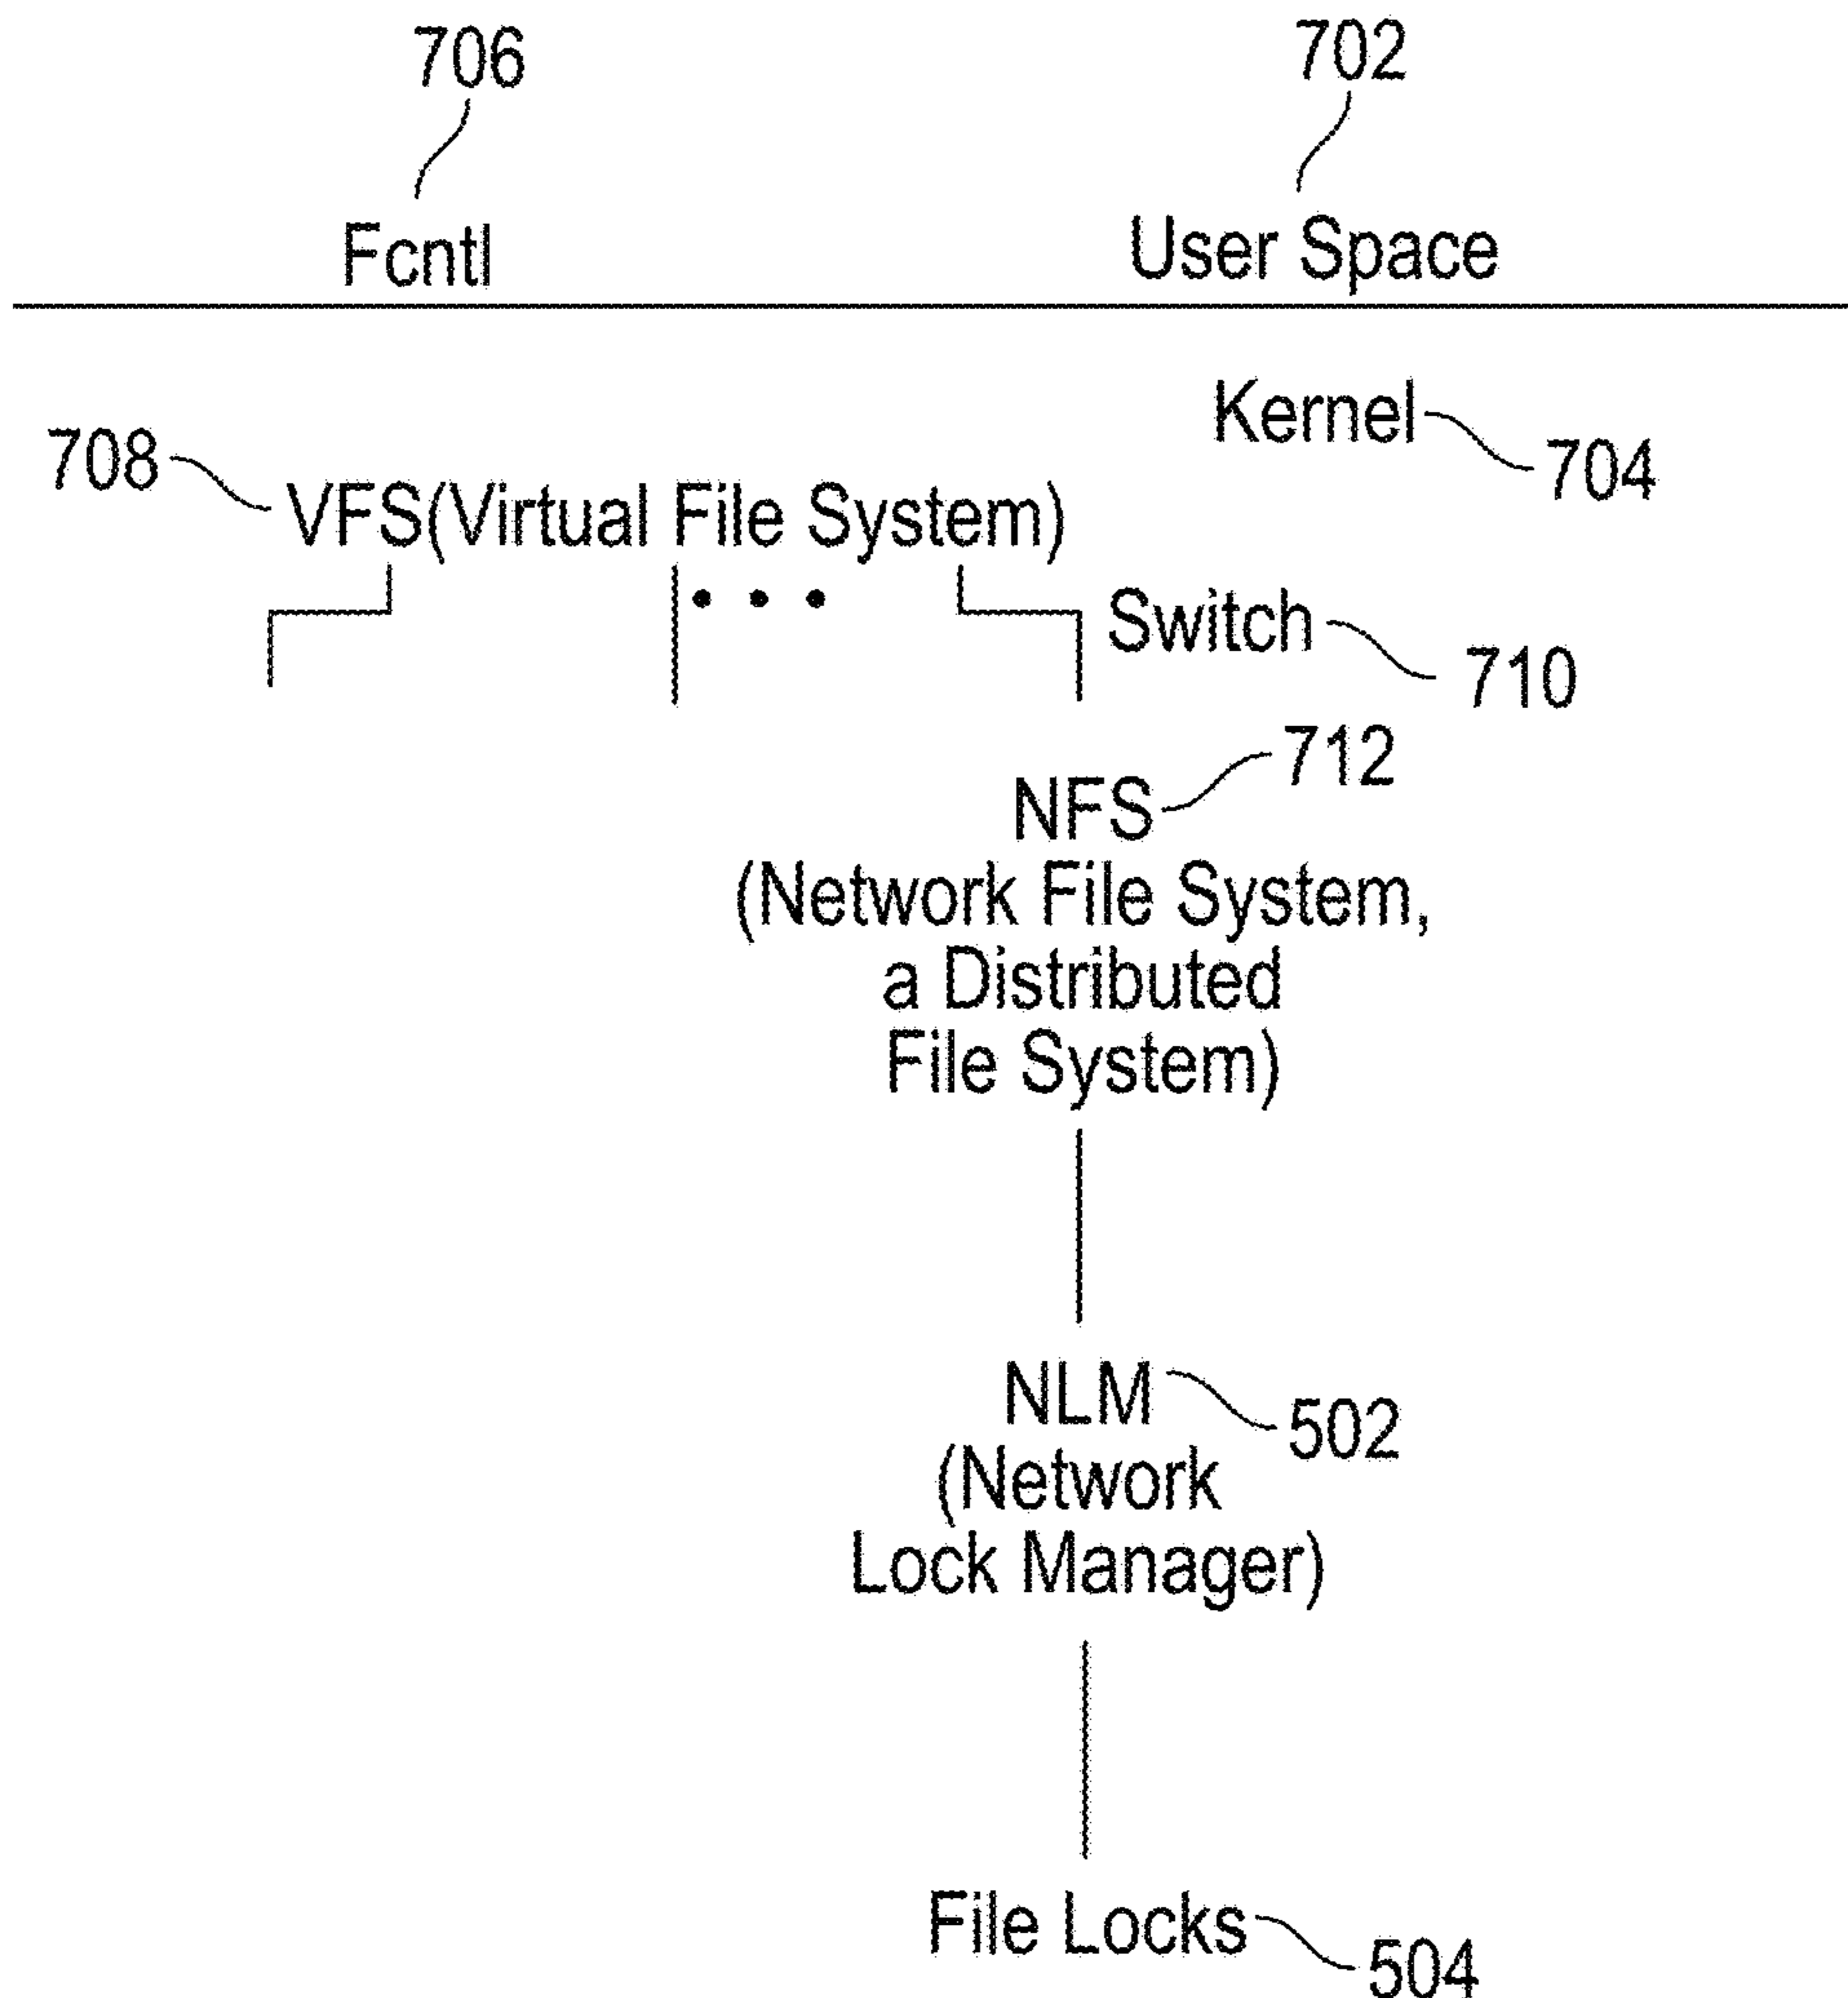 706
702
Fcntl
User Space
Kernel
704
708
VFS(Virtual File System)
Switch
710
712
NFS
(Network File System,
a Distributed
File System)
NLM
502
(Network
Lock Manager)
File Locks
504